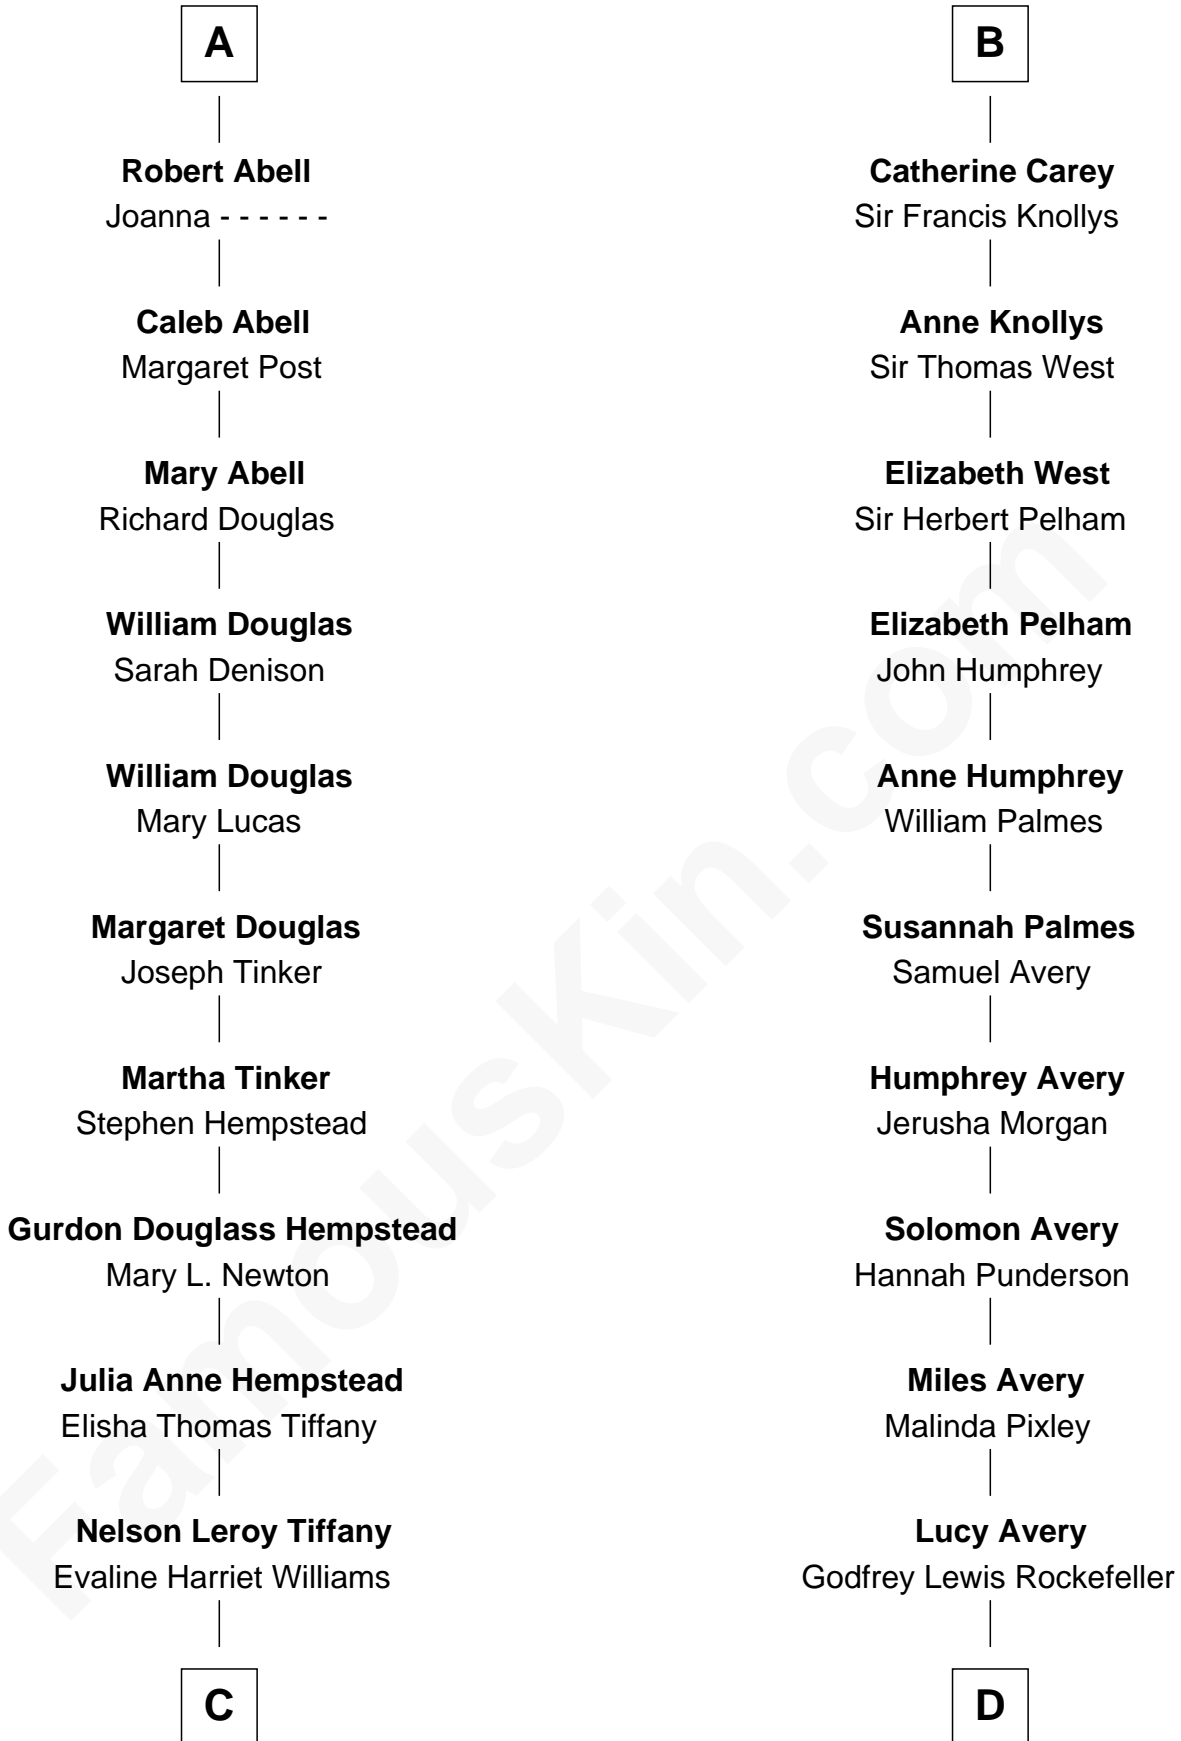 A
Robert Abell
Joanna - - - - - -
Caleb Abell
Margaret Post
Mary Abell
Richard Douglas
William Douglas
Sarah Denison
William Douglas
Mary Lucas
Margaret Douglas
Joseph Tinker
Martha Tinker
Stephen Hempstead
Gurdon Douglass Hempstead
Mary L. Newton
Julia Anne Hempstead
Elisha Thomas Tiffany
Nelson Leroy Tiffany
Evaline Harriet Williams
C
B
Catherine Carey
Sir Francis Knollys
Anne Knollys
Sir Thomas West
Elizabeth West
Sir Herbert Pelham
Elizabeth Pelham
John Humphrey
Anne Humphrey
William Palmes
Susannah Palmes
Samuel Avery
Humphrey Avery
Jerusha Morgan
Solomon Avery
Hannah Punderson
Miles Avery
Malinda Pixley
Lucy Avery
Godfrey Lewis Rockefeller
D
FamousKin.com